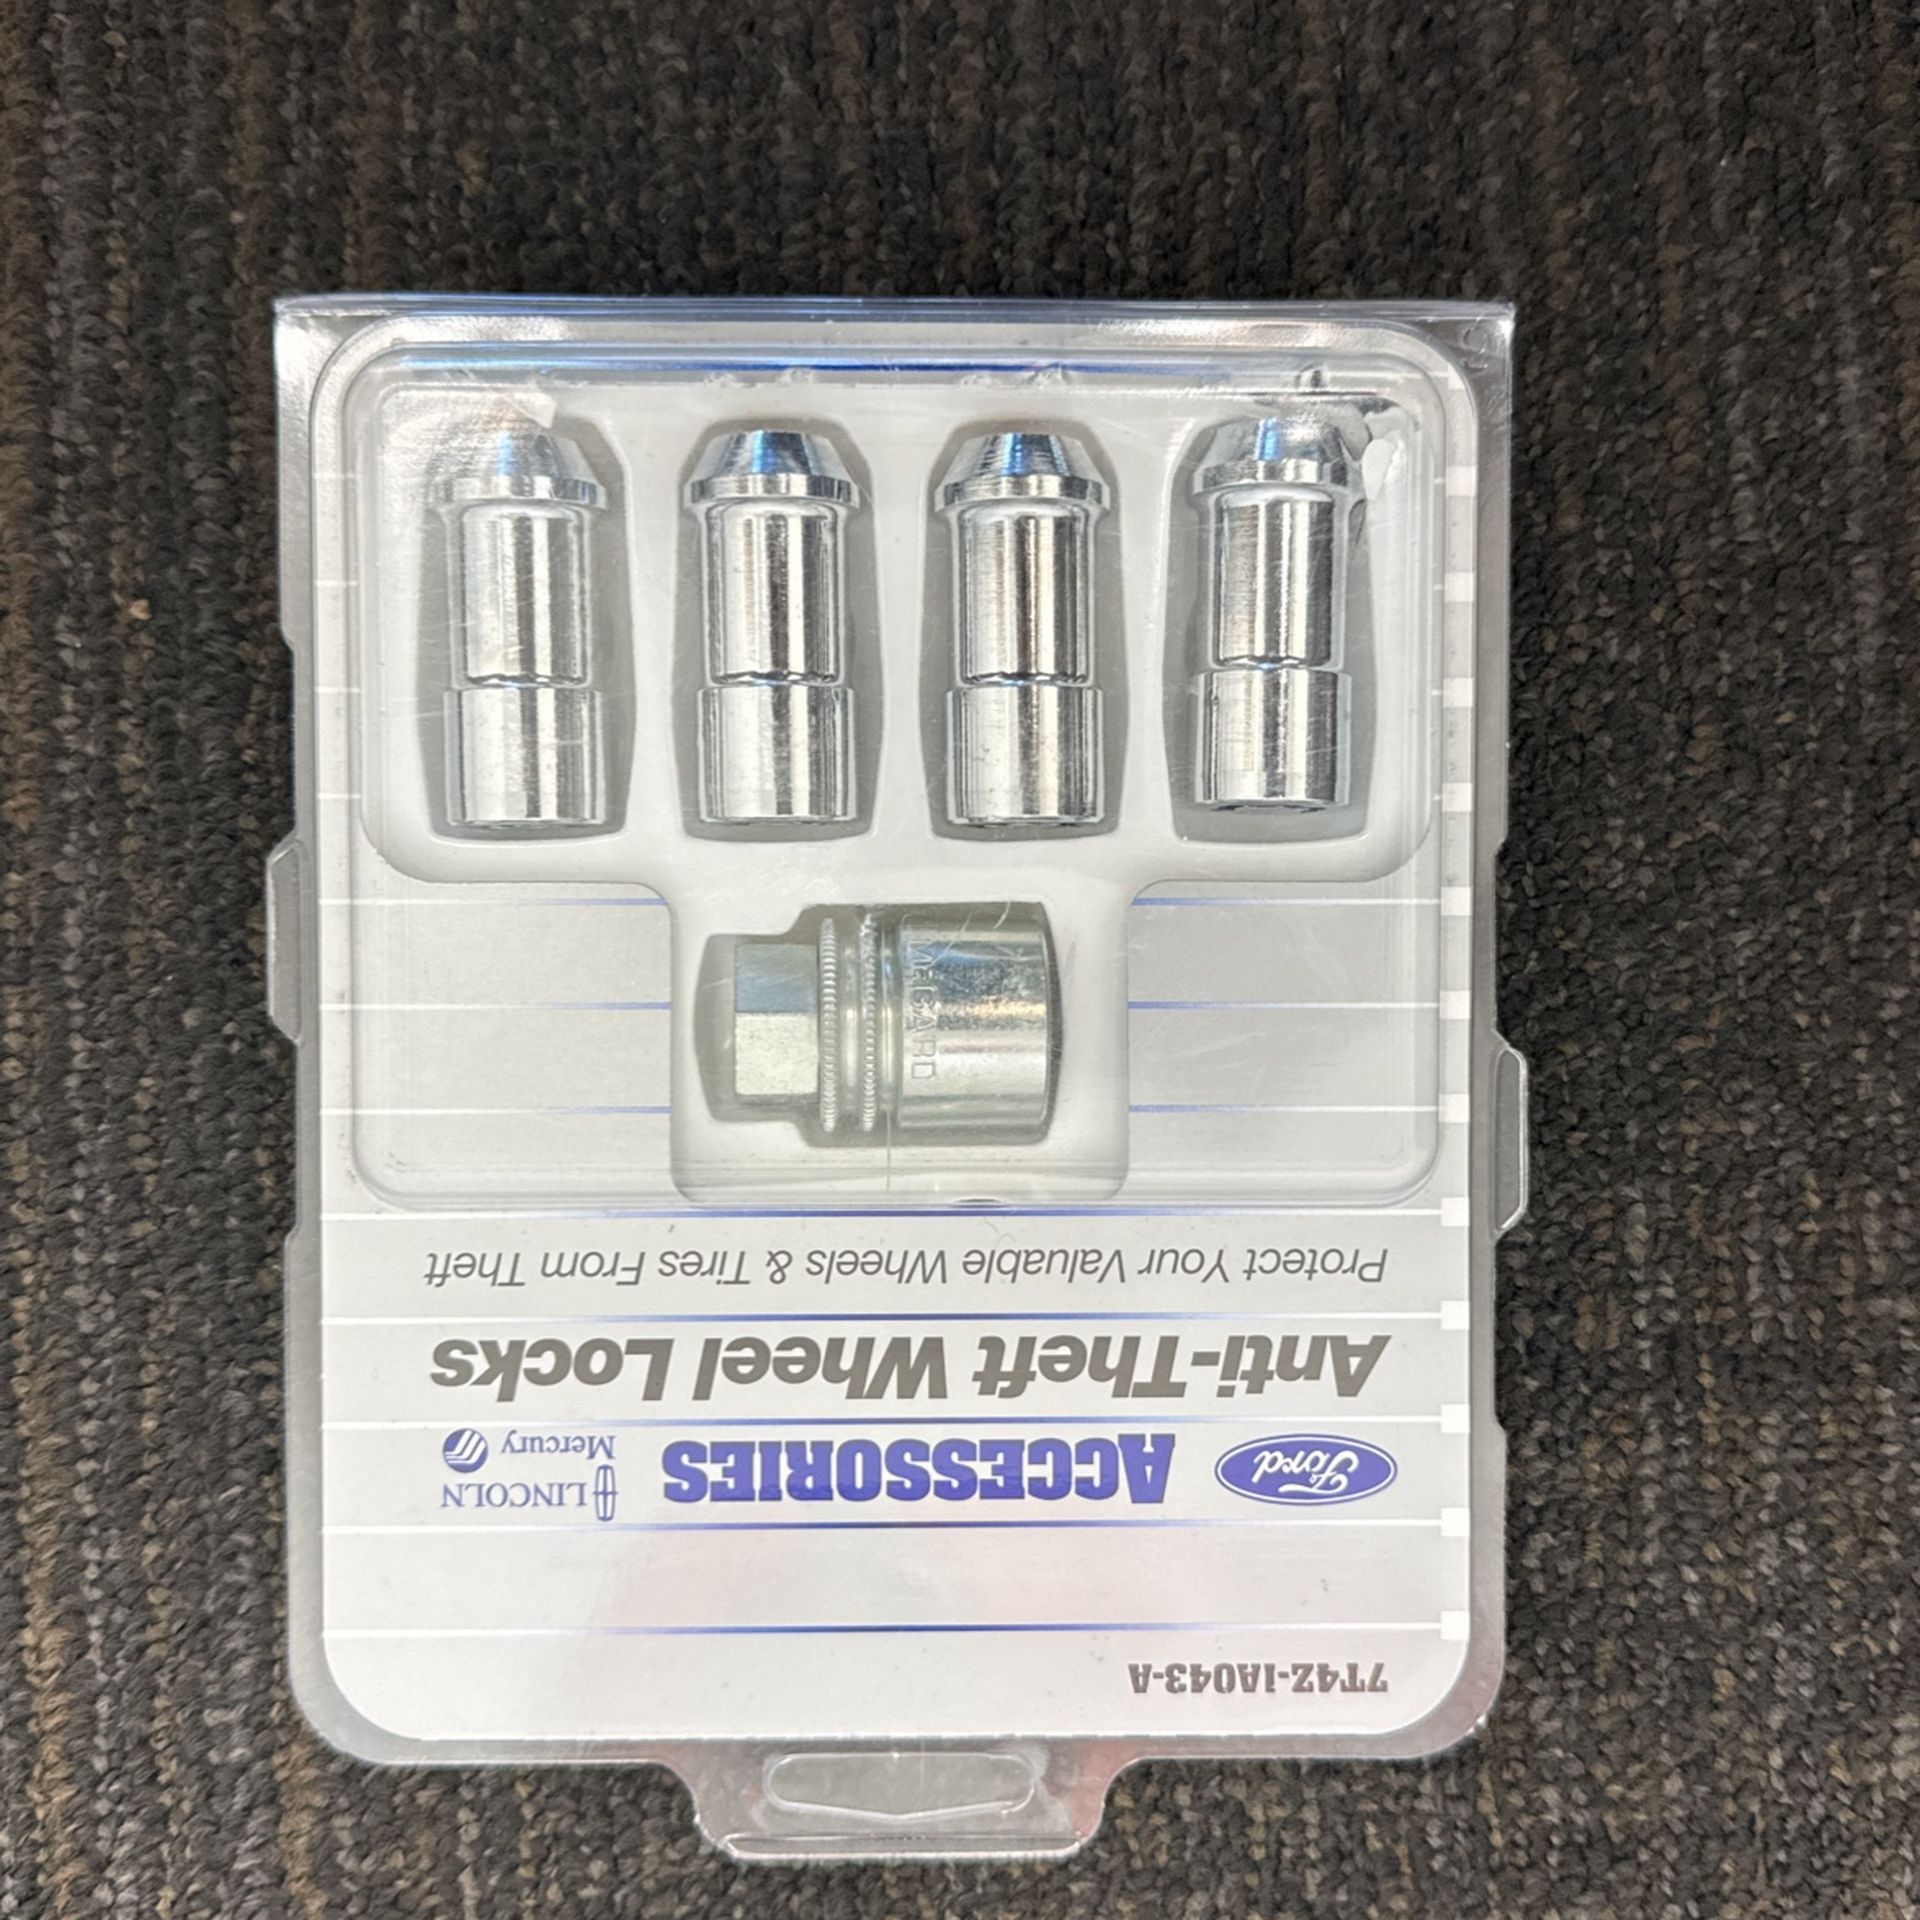 7T4Z-1A043-A
Ford ACCESSORIES LINCOLN
Mercury
Anti-Theft Wheel Locks
Protect Your Valuable Wheels & Tires From Theft
McGARD